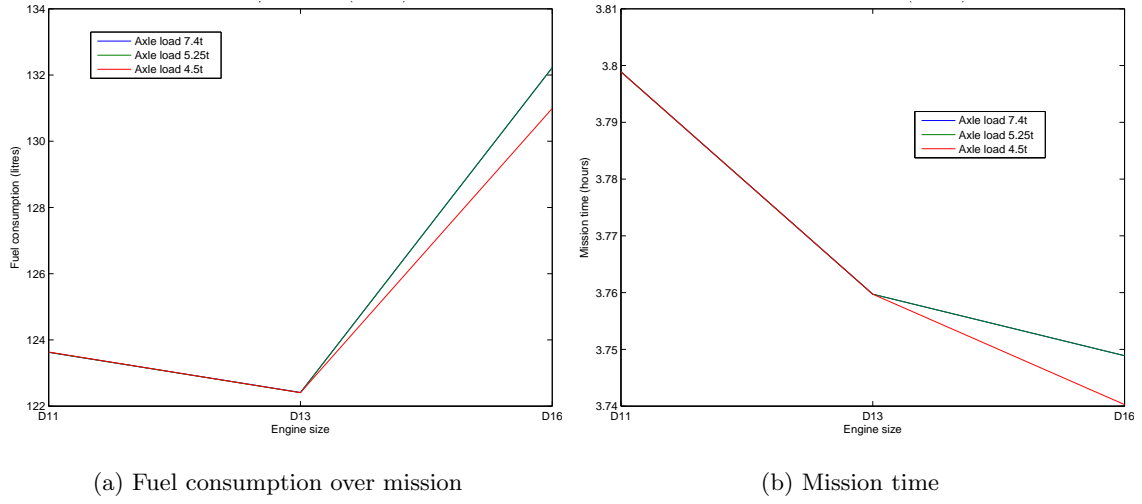 134
132
130
128
126
124
122
Fuel consumption (litres)
Axle load 7.4t
Axle load 5.25t
Axle load 4.5t
D11
D13
D16
Engine size
(a) Fuel consumption over mission
3.81
3.8
3.79
3.78
3.77
3.76
3.75
3.74
Mission time (hours)
Axle load 7.4t
Axle load 5.25t
Axle load 4.5t
D11
D13
D16
Engine size
(b) Mission time